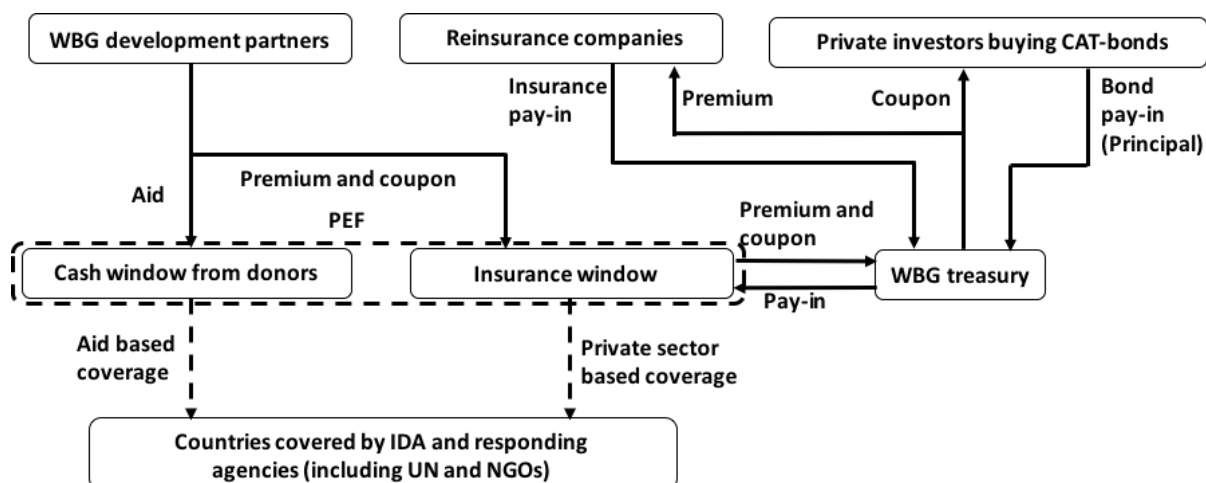 WBG development partners
Reinsurance companies
Private investors buying CAT-bonds
Insurance
pay-in
Premium
Coupon
Bond
pay-in
(Principal)
Aid
Premium and coupon
PEF
Premium and
coupon
Cash window from donors
Insurance window
WBG treasury
Pay-in
Aid based
coverage
Private sector
based coverage
Countries covered by IDA and responding
agencies (including UN and NGOs)